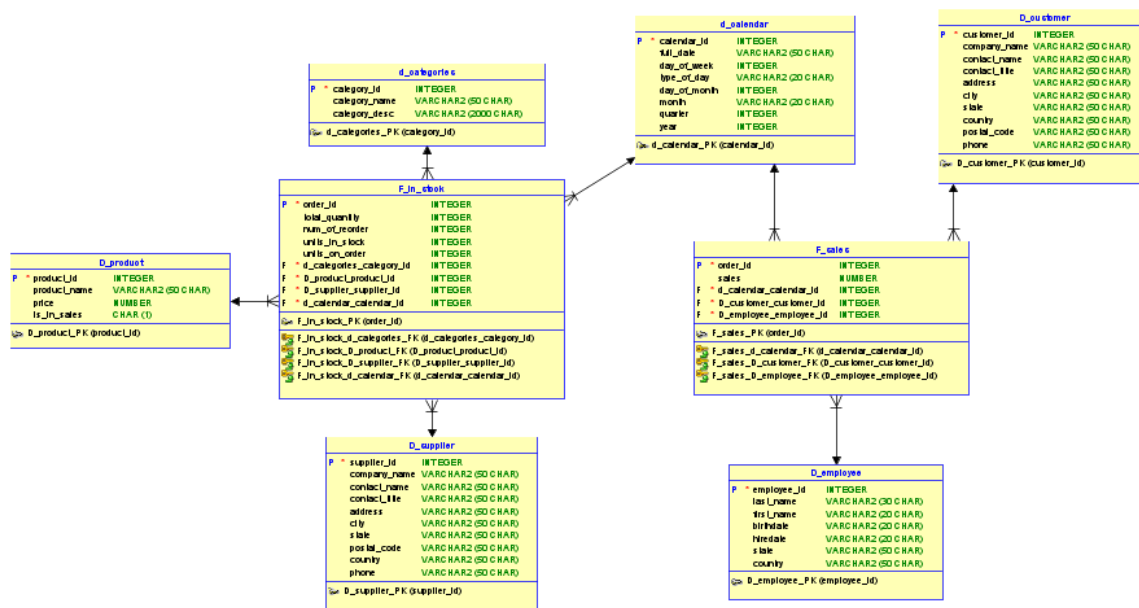 d_categories
P * category_id INTEGER
category_name VARCHAR2 (50 CHAR)
category_desc VARCHAR2 (2000 CHAR)
d_categories_PK (category_id)
d_calendar
P * calendar_id INTEGER
full_date VARCHAR2 (50 CHAR)
day_of_week INTEGER
type_of_day VARCHAR2 (20 CHAR)
day_of_month INTEGER
month VARCHAR2 (20 CHAR)
quarter INTEGER
year INTEGER
d_calendar_PK (calendar_id)
D_customer
P * customer_id INTEGER
company_name VARCHAR2 (50 CHAR)
contact_name VARCHAR2 (50 CHAR)
contact_title VARCHAR2 (50 CHAR)
address VARCHAR2 (50 CHAR)
city VARCHAR2 (50 CHAR)
state VARCHAR2 (50 CHAR)
country VARCHAR2 (50 CHAR)
postal_code VARCHAR2 (50 CHAR)
phone VARCHAR2 (50 CHAR)
D_customer_PK (customer_id)
D_product
P * product_id INTEGER
product_name VARCHAR2 (50 CHAR)
price NUMBER
is_in_sales CHAR (1)
D_product_PK (product_id)
F_in_stock
P * order_id INTEGER
total_quantity INTEGER
num_of_reorder INTEGER
units_in_stock INTEGER
units_on_order INTEGER
F * d_categories_category_id INTEGER
F * D_product_product_id INTEGER
F * D_supplier_supplier_id INTEGER
F * d_calendar_calendar_id INTEGER
F_in_stock_PK (order_id)
F_in_stock_d_categories_FK (d_categories_category_id)
F_in_stock_D_product_FK (D_product_product_id)
F_in_stock_D_supplier_FK (D_supplier_supplier_id)
F_in_stock_d_calendar_FK (d_calendar_calendar_id)
F_sales
P * order_id INTEGER
sales NUMBER
F * d_calendar_calendar_id INTEGER
F * D_customer_customer_id INTEGER
F * D_employee_employee_id INTEGER
F_sales_PK (order_id)
F_sales_d_calendar_FK (d_calendar_calendar_id)
F_sales_D_customer_FK (D_customer_customer_id)
F_sales_D_employee_FK (D_employee_employee_id)
D_supplier
P * supplier_id INTEGER
company_name VARCHAR2 (50 CHAR)
contact_name VARCHAR2 (50 CHAR)
contact_title VARCHAR2 (50 CHAR)
address VARCHAR2 (50 CHAR)
city VARCHAR2 (50 CHAR)
state VARCHAR2 (50 CHAR)
postal_code VARCHAR2 (50 CHAR)
country VARCHAR2 (50 CHAR)
phone VARCHAR2 (50 CHAR)
D_supplier_PK (supplier_id)
D_employee
P * employee_id INTEGER
last_name VARCHAR2 (30 CHAR)
first_name VARCHAR2 (20 CHAR)
birthdate VARCHAR2 (20 CHAR)
hiredate VARCHAR2 (20 CHAR)
state VARCHAR2 (50 CHAR)
country VARCHAR2 (50 CHAR)
D_employee_PK (employee_id)